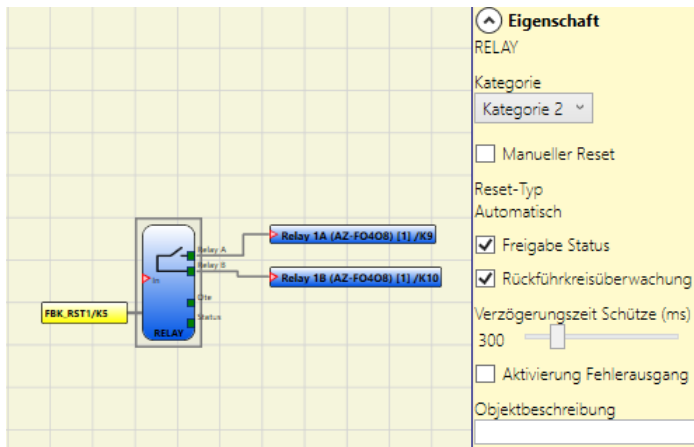 Eigenschaft
RELAY
Kategorie
Kategorie 2
Manueller Reset
Reset-Typ
Automatisch
Freigabe Status
Rückführkreisüberwachung
Verzögerungszeit Schütze (ms)
300
Aktivierung Fehlerausgang
Objektbeschreibung
Relay A
Relay 1A (AZ-FO4O8) [1] /K9
Relay B
Relay 1B (AZ-FO4O8) [1] /K10
In
Ote
FBK_RST1/K5
Status
RELAY